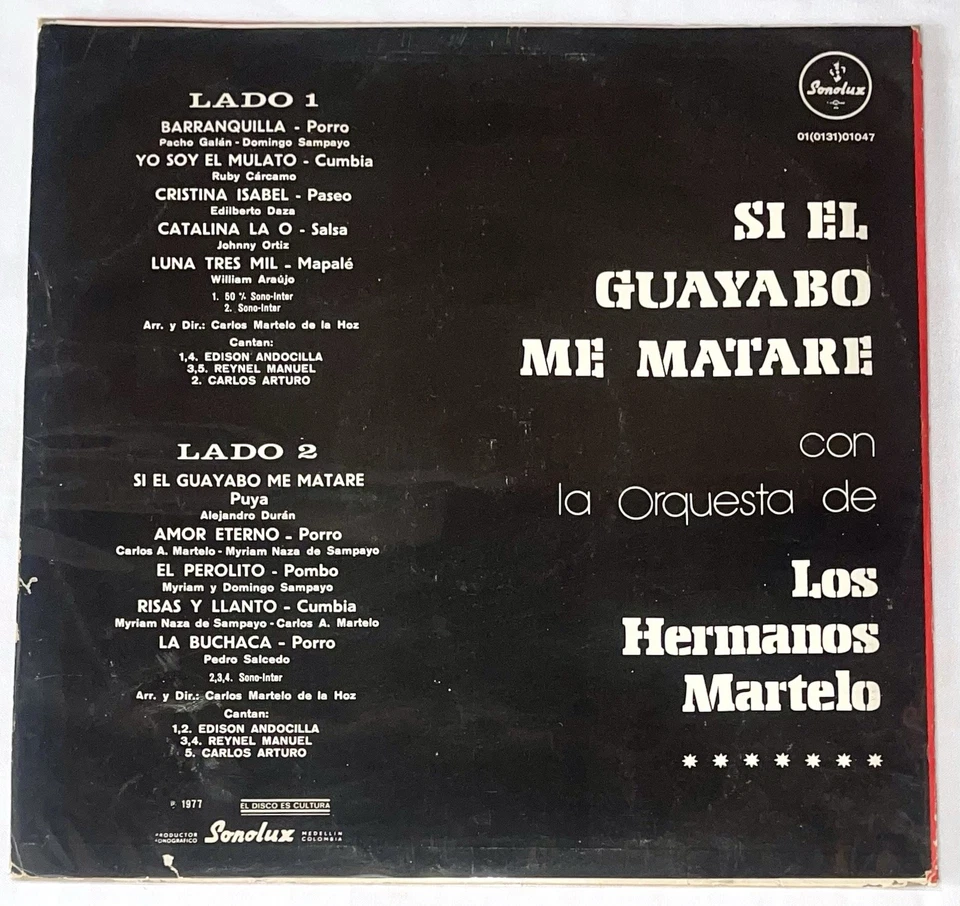 LADO 1
BARRANQUILLA - Porro
Pacho Galán - Domingo Sampayo
YO SOY EL MULATO - Cumbia
Ruby Cárcamo
CRISTINA ISABEL - Paseo
Edilberto Daza
CATALINA LA O - Salsa
Johnny Ortiz
LUNA TRES MIL - Mapalé
William Araújo
1. 50 % Sono-Inter
2. Sono-Inter
Arr. y Dir.: Carlos Martelo de la Hoz
Cantan:
1,4. EDISON ANDOCILLA
3,5. REYNEL MANUEL
2. CARLOS ARTURO
LADO 2
SI EL GUAYABO ME MATARE
Puya
Alejandro Durán
AMOR ETERNO - Porro
Carlos A. Martelo - Myriam Naza de Sampayo
EL PEROLITO - Pombo
Myriam y Domingo Sampayo
RISAS Y LLANTO - Cumbia
Myriam Naza de Sampayo - Carlos A. Martelo
LA BUCHACA - Porro
Pedro Salcedo
2,3,4. Sono-Inter
Arr. y Dir.: Carlos Martelo de la Hoz
Cantan:
1,2. EDISON ANDOCILLA
3,4. REYNEL MANUEL
5. CARLOS ARTURO
℗ 1977
EL DISCO ES CULTURA
PRODUCTOR
FONOGRAFICO
Sonolux
MEDELLIN
COLOMBIA
Sonolux
01(0131)01047
SI EL
GUAYABO
ME MATARE
con
la Orquesta de
Los
Hermanos
Martelo